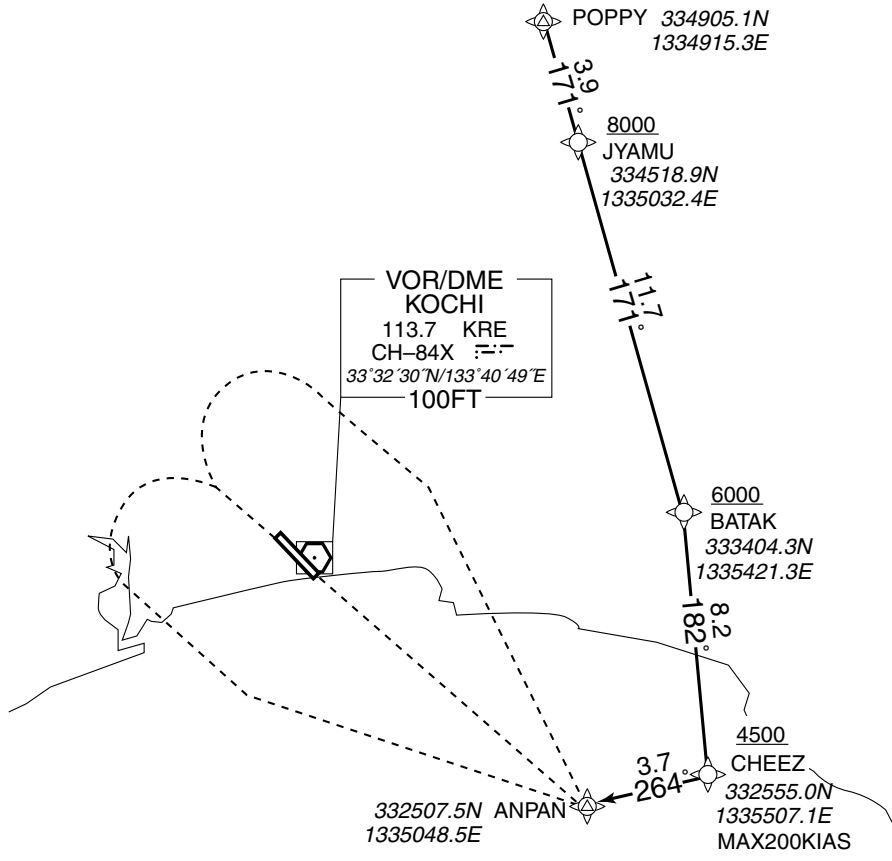 POPPY 334905.1N
1334915.3E
3.9
171°
8000
JYAMU
334518.9N
1335032.4E
11.7
171°
VOR/DME
KOCHI
113.7 KRE
CH–84X
33°32´30˝N/133°40´49˝E
100FT
6000
BATAK
333404.3N
1335421.3E
8.2
182°
4500
CHEEZ
332555.0N
1335507.1E
MAX200KIAS
3.7
264°
332507.5N ANPAN
1335048.5E